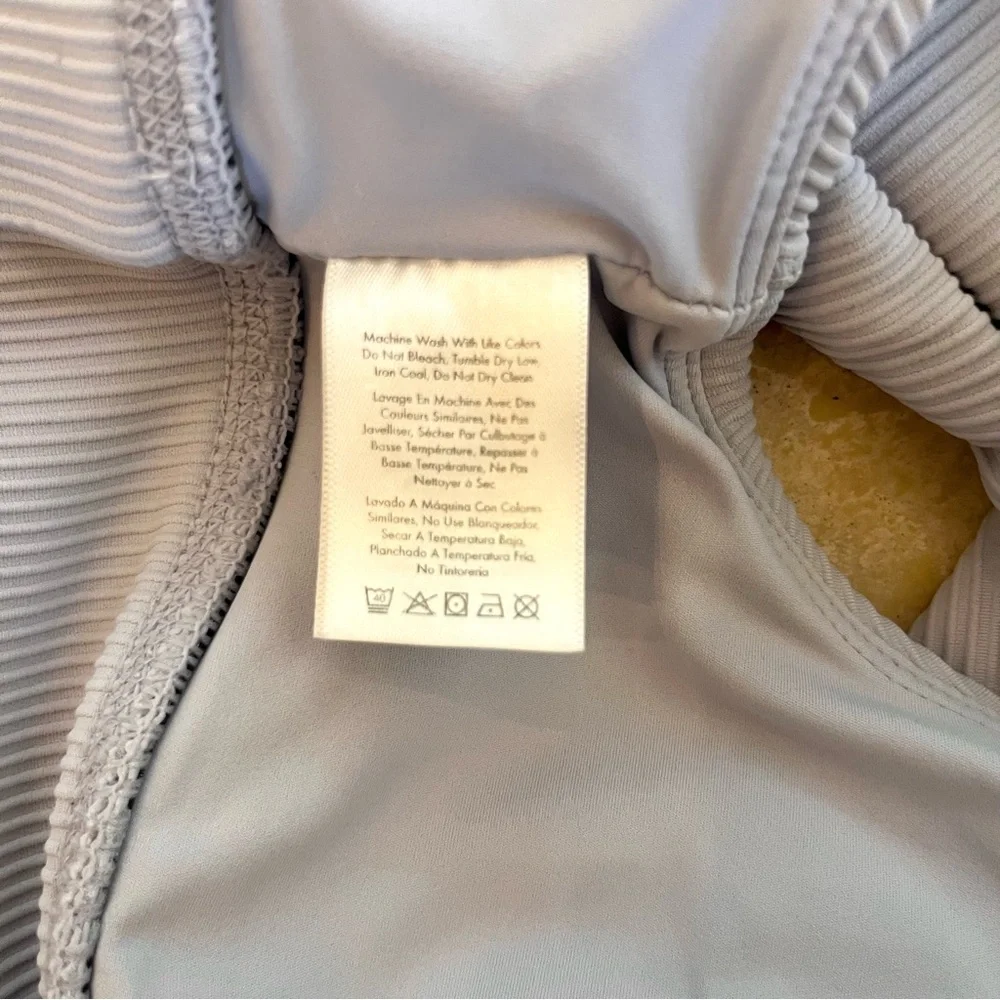 Machine Wash With Like Colors
Do Not Bleach, Tumble Dry Low
Iron Cool, Do Not Dry Clean
Lavage En Machine Avec Des
Couleurs Similaires, Ne Pas
Javelliser, Sécher Par Culbutage à
Basse Température, Repasser à
Basse Température, Ne Pas
Nettoyer à Sec
Lavado A Máquina Con Colores
Similares, No Use Blanqueador,
Secar A Temperatura Baja,
Planchado A Temperatura Fria,
No Tintoreria
40